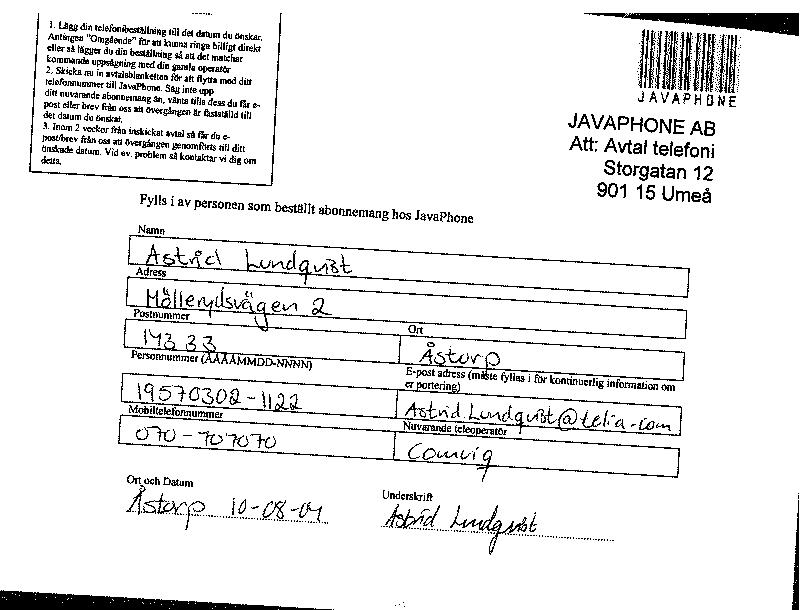 1. Lägg din telefonibeställning till det datum du önskar.
Antingen "Omgående" för att kunna ringa billigt direkt
eller så lägger du din beställning så att det matchar
kommande uppsägning med din gamla operatör
2. Skicka nu in avtalsblanketten för att flytta med ditt
telefonnummer till JavaPhone. Säg inte upp
ditt nuvarande abonnemang än, vänta tills dess du får e-
post eller brev från oss att övergången är fastställd till
det datum du önskat.
3. Inom 2 veckor från inskickat avtal så får du e-
post/brev från oss att övergången genomförts till ditt
önskade datum. Vid ev. problem så kontaktar vi dig om
detta.
JAVAPHONE
JAVAPHONE AB
Att: Avtal telefoni
Storgatan 12
901 15 Umeå
Fylls i av personen som beställt abonnemang hos JavaPhone
Namn
Astrid Lundqvist
Adress
Möllerydsvägen 2
Postnummer
143 33
Ort
Åstorp
Personnummer (AAAAMMDD-NNNN)
19570302-1122
E-post adress (måste fylles i för kontinuerlig information om
er portering)
Astrid.Lundqvist@telia.com
Mobiltelefonnummer
070-707070
Nuvarande teleoperatör
Comviq
Ort och Datum
Åstorp 10-08-04
Underskrift
Astrid Lundqvist